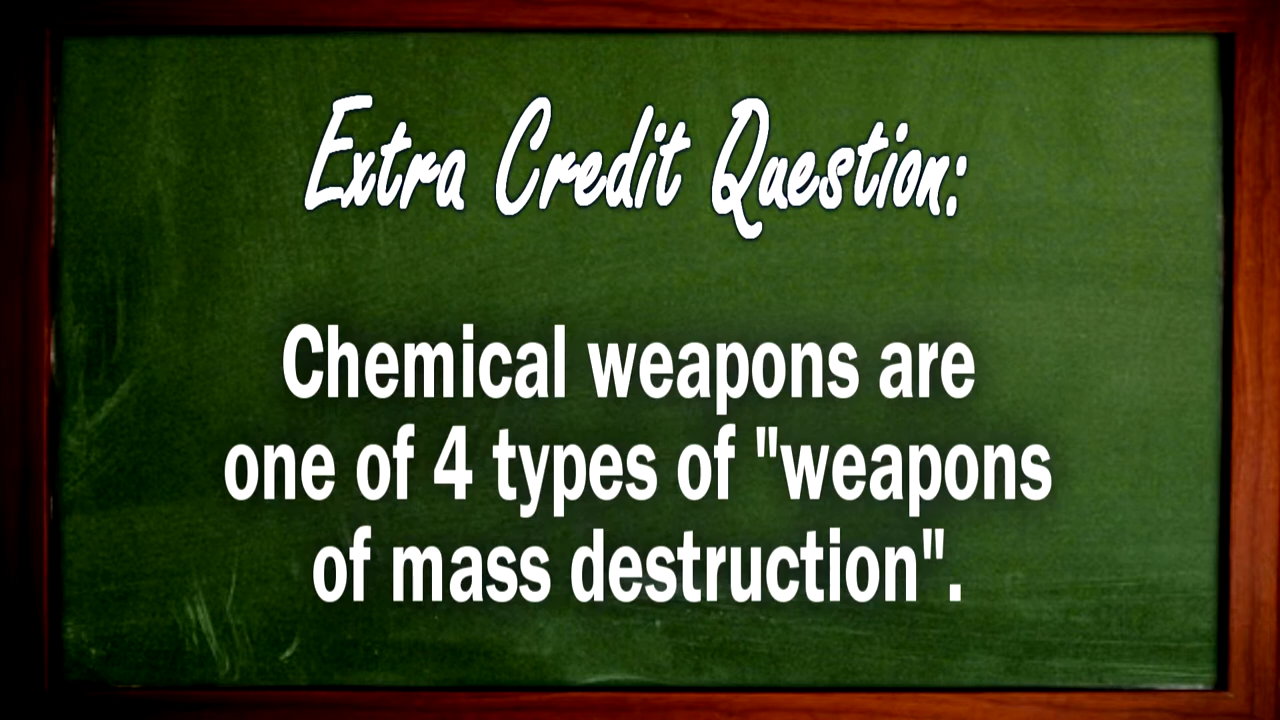 Extra Credit Question:
Chemical weapons are
one of 4 types of "weapons
of mass destruction".